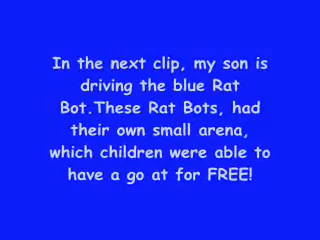 In the next clip, my son is
driving the blue Rat
Bot.These Rat Bots, had
their own small arena,
which children were able to
have a go at for FREE!